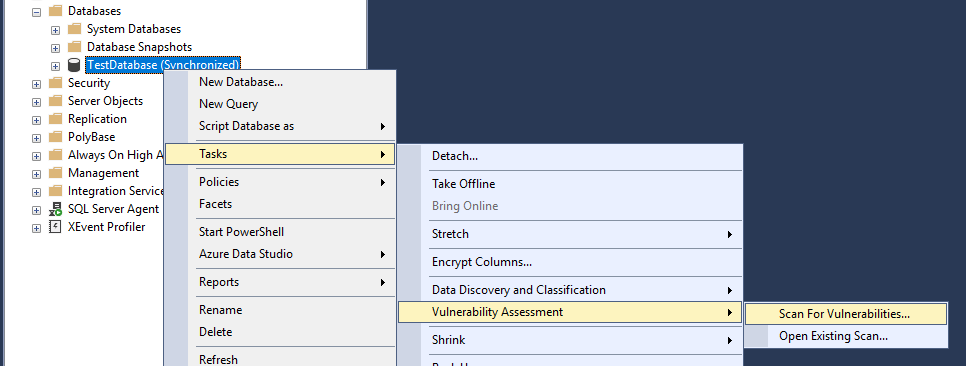 Databases
System Databases
Database Snapshots
TestDatabase (Synchronized)
Security
Server Objects
Replication
PolyBase
Always On High A
Management
Integration Service
SQL Server Agent
XEvent Profiler
New Database...
New Query
Script Database as
Tasks
Policies
Facets
Start PowerShell
Azure Data Studio
Reports
Rename
Delete
Refresh
Detach...
Take Offline
Bring Online
Stretch
Encrypt Columns...
Data Discovery and Classification
Vulnerability Assessment
Shrink
Scan For Vulnerabilities...
Open Existing Scan...